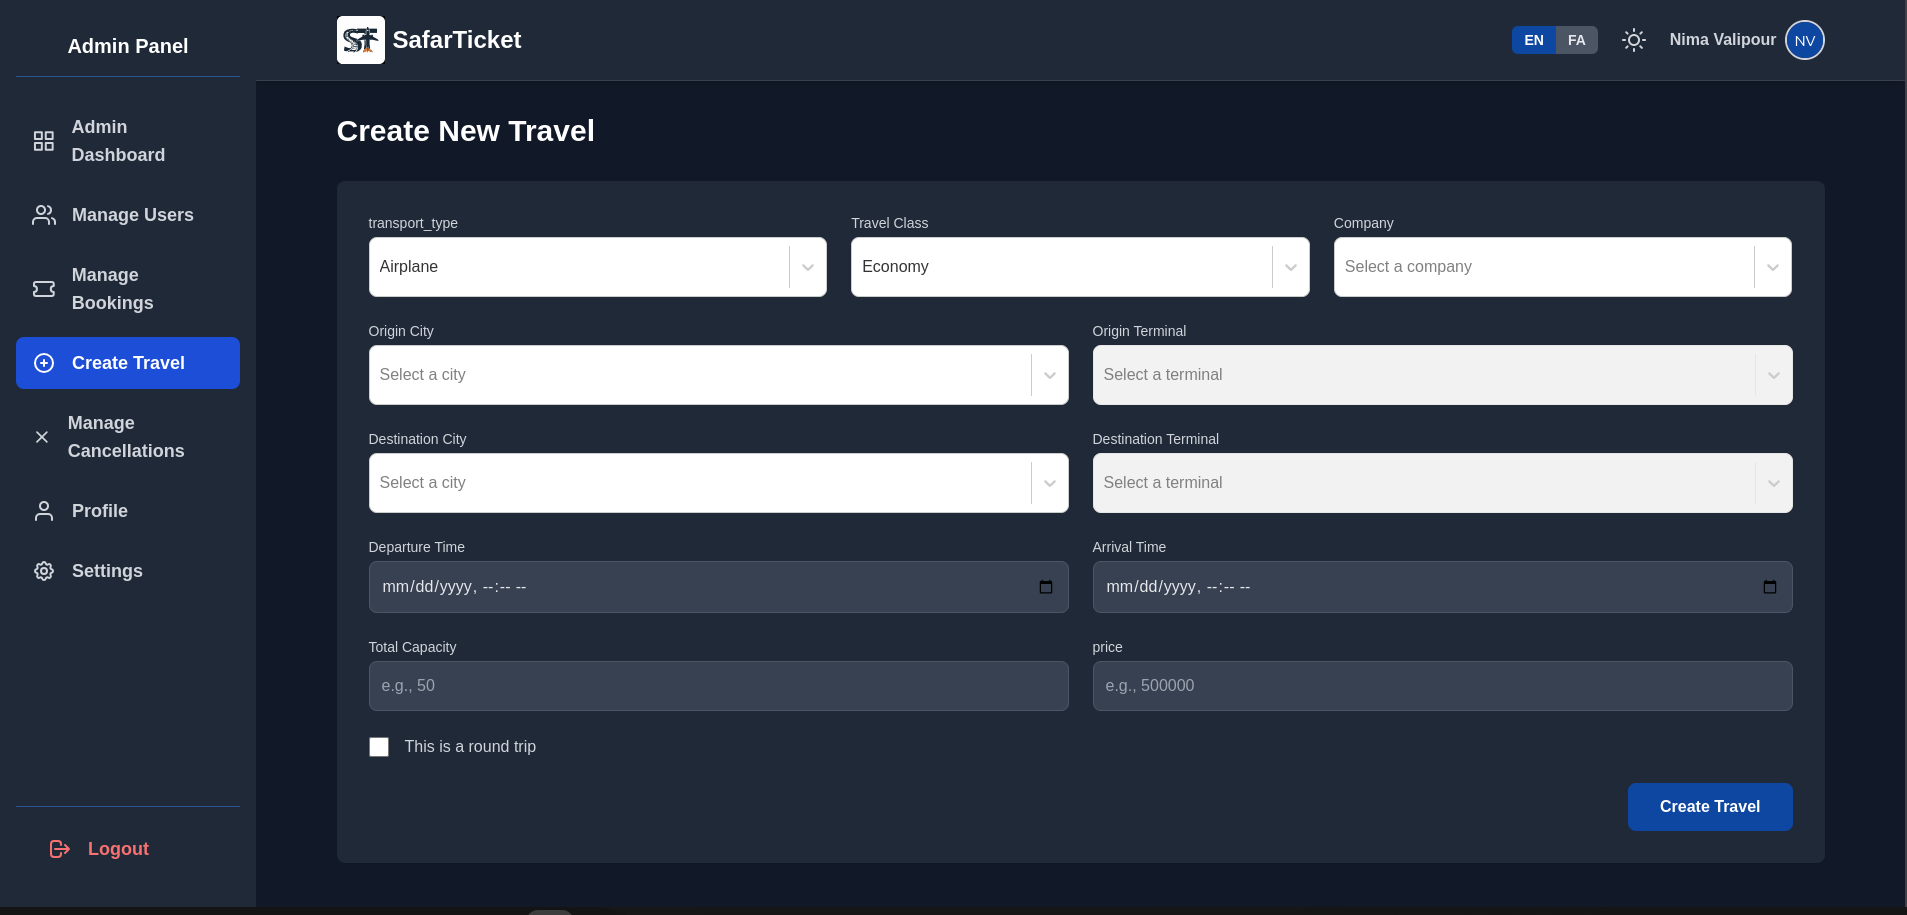 Admin Panel
Admin
Dashboard
Manage Users
Manage
Bookings
Create Travel
Manage
Cancellations
Profile
Settings
Logout
ST
SafarTicket
EN
FA
Nima Valipour
NV
Create New Travel
transport_type
Travel Class
Company
Airplane
Economy
Select a company
Origin City
Origin Terminal
Select a city
Select a terminal
Destination City
Destination Terminal
Select a city
Select a terminal
Departure Time
Arrival Time
mm/dd/yyyy, --:-- --
mm/dd/yyyy, --:-- --
Total Capacity
price
e.g., 50
e.g., 500000
This is a round trip
Create Travel